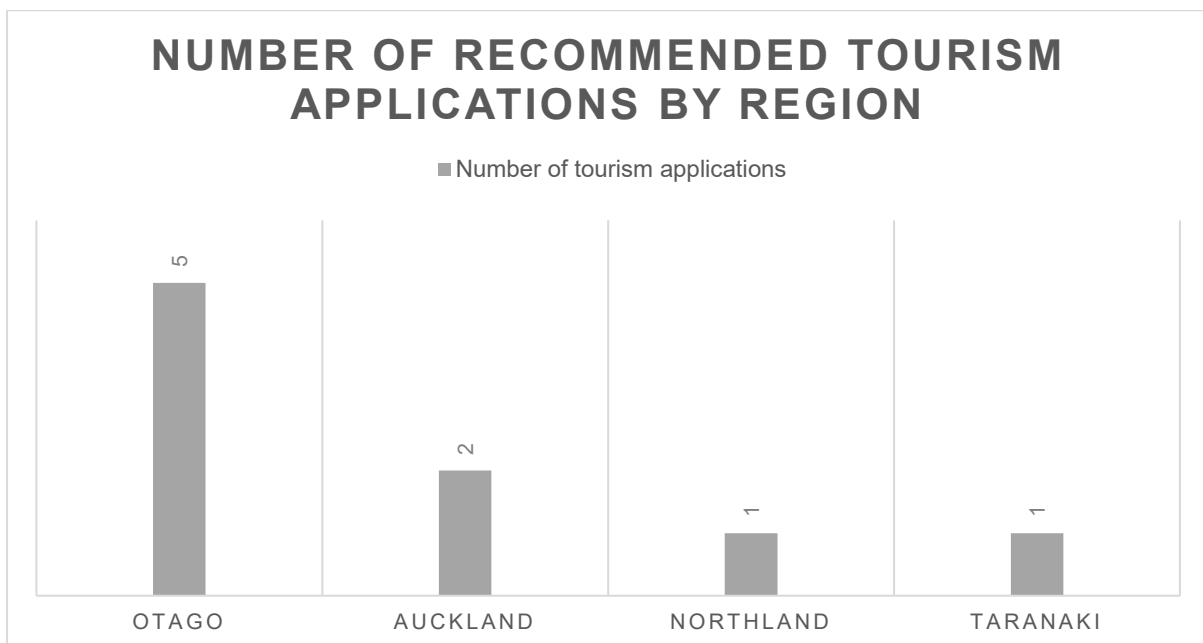 NUMBER OF RECOMMENDED TOURISM
APPLICATIONS BY REGION
Number of tourism applications
5
2
1
1
OTAGO
AUCKLAND
NORTHLAND
TARANAKI